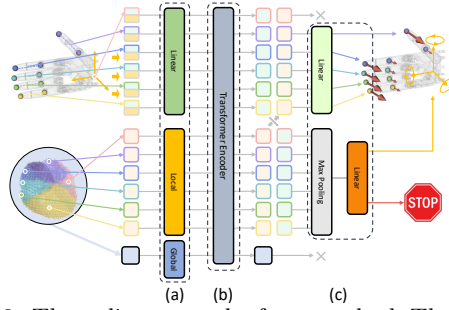 Linear
Local
Global
Transformer Encoder
Linear
Max Pooling
Linear
STOP
(a) (b) (c)